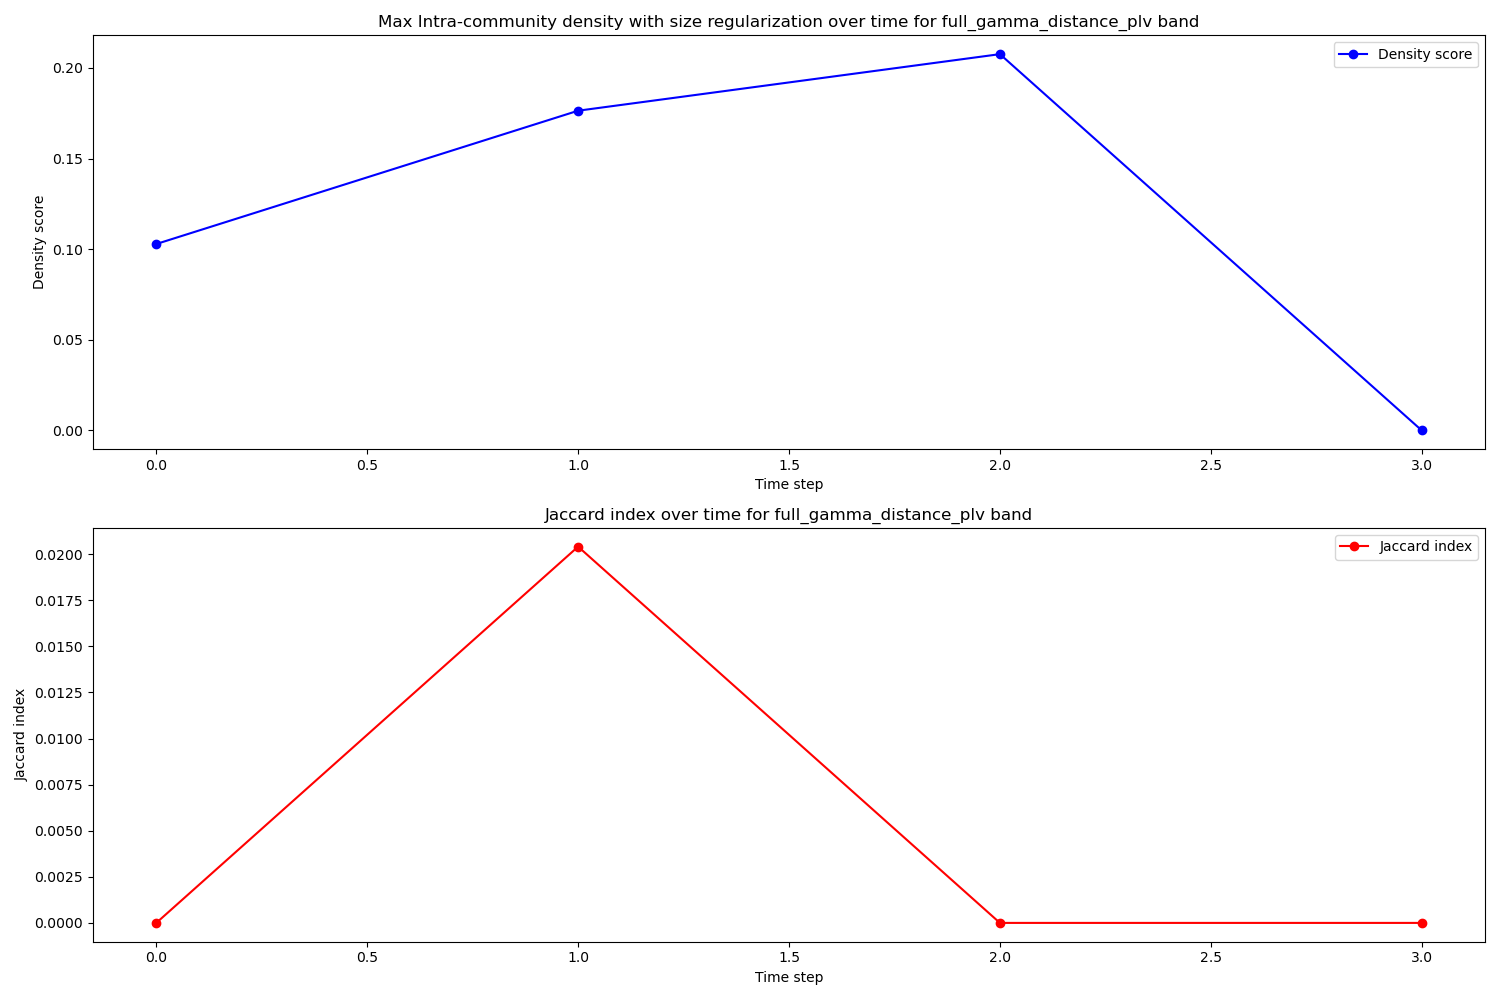 Max Intra-community density with size regularization over time for full_gamma_distance_plv band
Density score
0.20
0.15
0.10
0.05
0.00
Density score
0.0 0.5 1.0 1.5 2.0 2.5 3.0
Time step
Jaccard index over time for full_gamma_distance_plv band
Jaccard index
0.0200
0.0175
0.0150
0.0125
0.0100
0.0075
0.0050
0.0025
0.0000
Jaccard index
0.0 0.5 1.0 1.5 2.0 2.5 3.0
Time step